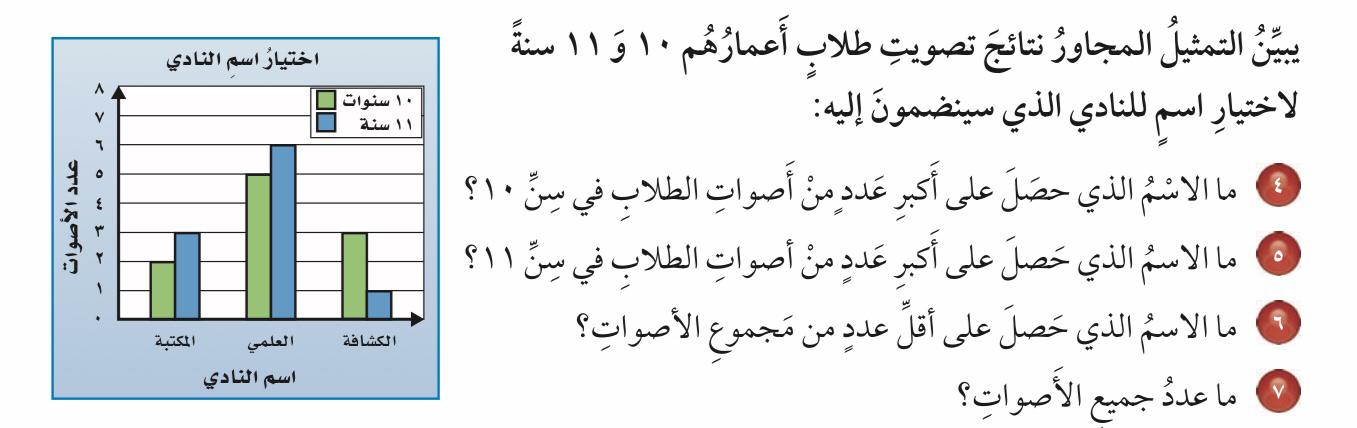 يبيِّنُ التمثيلُ المجاورُ نتائجَ تصويتِ طلابٍ أَعمارُهُم ١٠ وَ ١١ سنةً
لاختيارِ اسمٍ للنادي الذي سينضمونَ إليه:
٤ ما الاسْمُ الذي حصَلَ على أَكبرِ عَددٍ منْ أَصواتِ الطلابِ في سِنِّ ١٠؟
٥ ما الاسمُ الذي حَصلَ على أَكبرِ عَددٍ منْ أصواتِ الطلابِ في سِنِّ ١١؟
٦ ما الاسمُ الذي حَصلَ على أقلِّ عددٍ من مَجموعِ الأصواتِ؟
٧ ما عددُ جميعِ الأَصواتِ؟
اختيارُ اسمِ النادي
١٠ سنوات
١١ سنة
عدد الأصوات
٨
٧
٦
٥
٤
٣
٢
١
٠
المكتبة العلمي الكشافة
اسم النادي